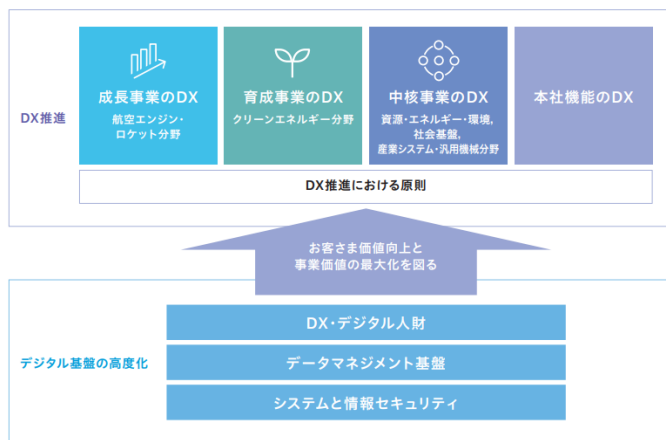 DX推進
成長事業のDX
航空エンジン・
ロケット分野
育成事業のDX
クリーンエネルギー分野
中核事業のDX
資源・エネルギー・環境,
社会基盤,
産業システム・汎用機械分野
本社機能のDX
DX推進における原則
お客さま価値向上と
事業価値の最大化を図る
デジタル基盤の高度化
DX・デジタル人財
データマネジメント基盤
システムと情報セキュリティ